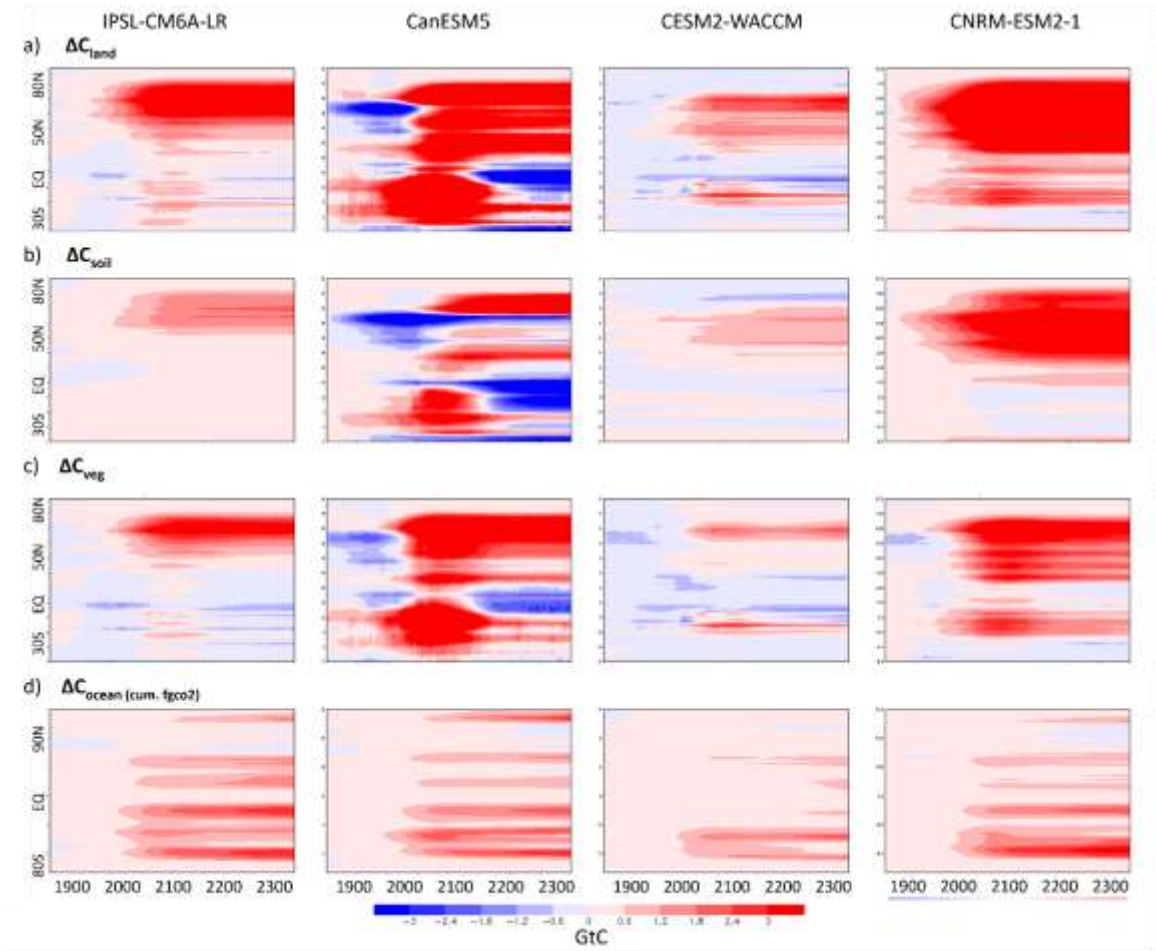 IPSL-CM6A-LR CanESM5 CESM2-WACCM CNRM-ESM2-1
a) ΔCland
80N
50N
EQ
30S
b) ΔCsoil
80N
50N
EQ
30S
c) ΔCveg
80N
50N
EQ
30S
d) ΔCocean (cum. fgco2)
90N
EQ
80S
1900 2000 2100 2200 2300 1900 2000 2100 2200 2300 1900 2000 2100 2200 2300 1900 2000 2100 2200 2300
-3 -2.4 -1.8 -1.2 -0.6 0 0.6 1.2 1.8 2.4 3
GtC